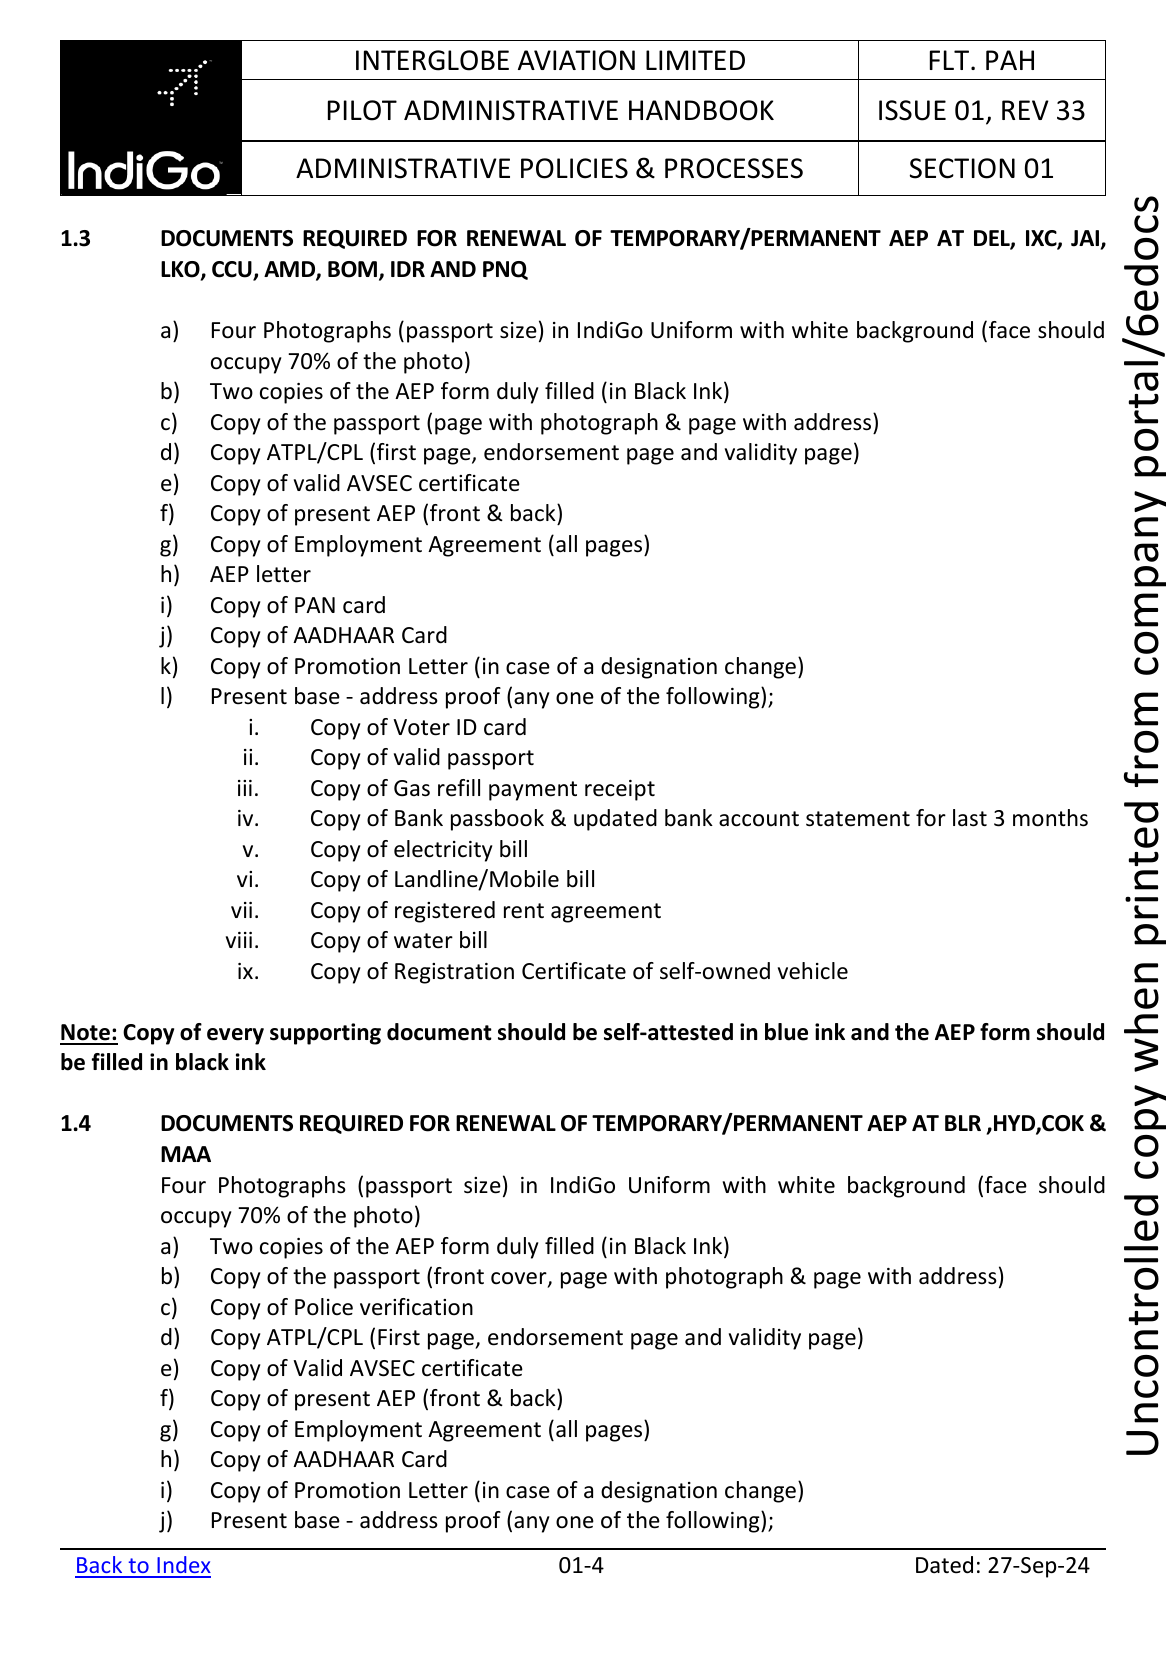 INTERGLOBE AVIATION LIMITED
FLT. PAH
PILOT ADMINISTRATIVE HANDBOOK
ISSUE 01, REV 33
IndiGo
ADMINISTRATIVE POLICIES & PROCESSES
SECTION 01
1.3 DOCUMENTS REQUIRED FOR RENEWAL OF TEMPORARY/PERMANENT AEP AT DEL, IXC, JAI,
LKO, CCU, AMD, BOM, IDR AND PNQ
a) Four Photographs (passport size) in IndiGo Uniform with white background (face should
occupy 70% of the photo)
b) Two copies of the AEP form duly filled (in Black Ink)
c) Copy of the passport (page with photograph & page with address)
d) Copy ATPL/CPL (first page, endorsement page and validity page)
e) Copy of valid AVSEC certificate
f) Copy of present AEP (front & back)
g) Copy of Employment Agreement (all pages)
h) AEP letter
i) Copy of PAN card
j) Copy of AADHAAR Card
k) Copy of Promotion Letter (in case of a designation change)
l) Present base - address proof (any one of the following);
i. Copy of Voter ID card
ii. Copy of valid passport
iii. Copy of Gas refill payment receipt
iv. Copy of Bank passbook & updated bank account statement for last 3 months
v. Copy of electricity bill
vi. Copy of Landline/Mobile bill
vii. Copy of registered rent agreement
viii. Copy of water bill
ix. Copy of Registration Certificate of self-owned vehicle
Note: Copy of every supporting document should be self-attested in blue ink and the AEP form should
be filled in black ink
1.4 DOCUMENTS REQUIRED FOR RENEWAL OF TEMPORARY/PERMANENT AEP AT BLR ,HYD,COK &
MAA
Four Photographs (passport size) in IndiGo Uniform with white background (face should
occupy 70% of the photo)
a) Two copies of the AEP form duly filled (in Black Ink)
b) Copy of the passport (front cover, page with photograph & page with address)
c) Copy of Police verification
d) Copy ATPL/CPL (First page, endorsement page and validity page)
e) Copy of Valid AVSEC certificate
f) Copy of present AEP (front & back)
g) Copy of Employment Agreement (all pages)
h) Copy of AADHAAR Card
i) Copy of Promotion Letter (in case of a designation change)
j) Present base - address proof (any one of the following);
Back to Index 01-4 Dated: 27-Sep-24
Uncontrolled copy when printed from company portal/6edocs